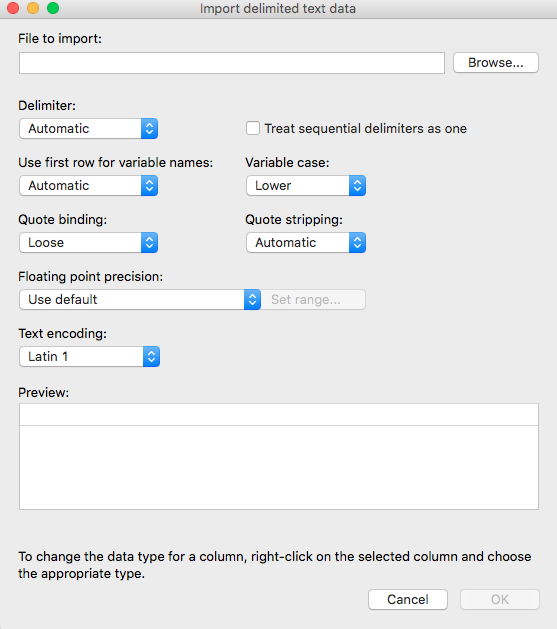 Import delimited text data
File to import:
Browse...
Delimiter:
Automatic
Treat sequential delimiters as one
Use first row for variable names:
Variable case:
Automatic
Lower
Quote binding:
Quote stripping:
Loose
Automatic
Floating point precision:
Use default
Set range...
Text encoding:
Latin 1
Preview:
To change the data type for a column, right-click on the selected column and choose
the appropriate type.
Cancel
OK